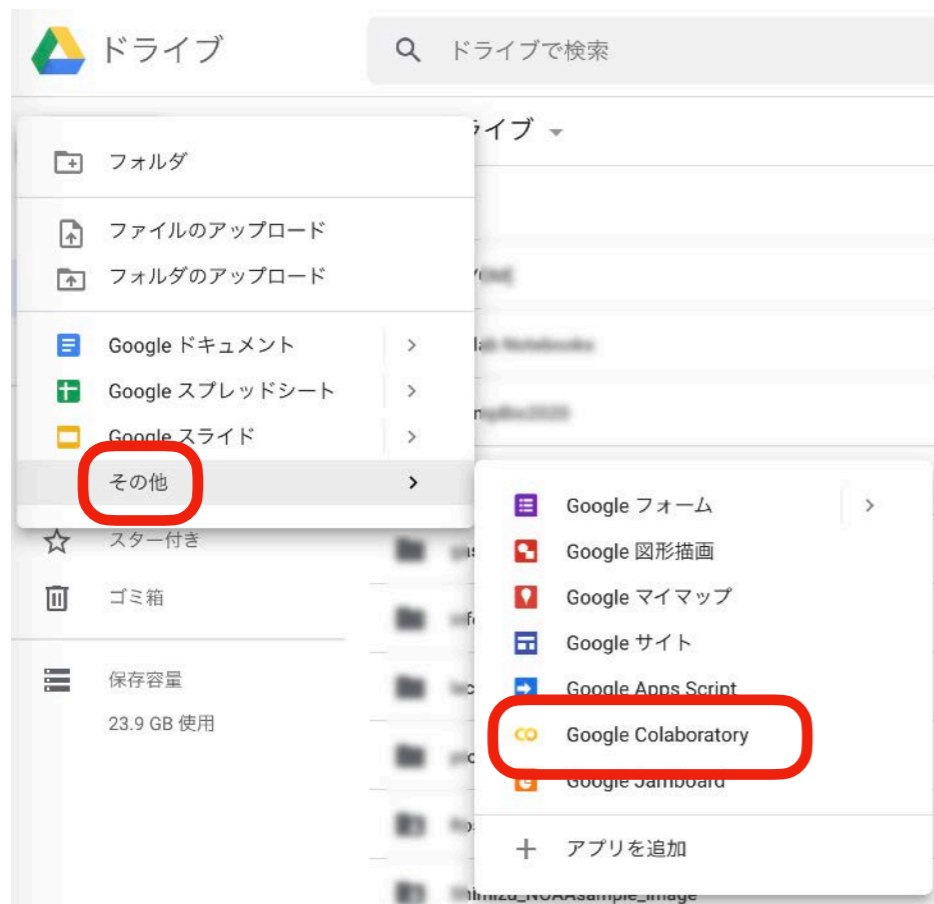 ドライブ
ドライブで検索
イブ
フォルダ
ファイルのアップロード
フォルダのアップロード
Google ドキュメント
Google スプレッドシート
Google スライド
その他
Google フォーム
スター付き
Google 図形描画
ゴミ箱
Google マイマップ
Google サイト
保存容量
Google Apps Script
23.9 GB 使用
Google Colaboratory
Google Jamboard
アプリを追加